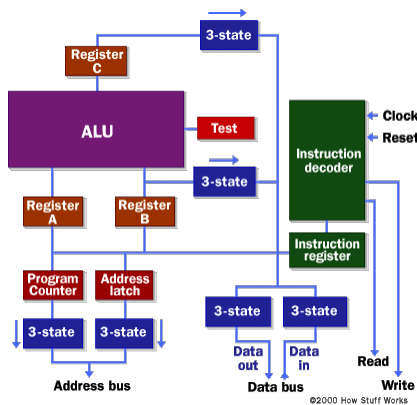 3-state
Register
C
ALU
Test
Clock
Reset
Instruction
decoder
3-state
Register
A
Register
B
Instruction
register
Program
Counter
Address
latch
3-state
3-state
3-state
3-state
Data
out
Data
in
Read
Address bus
Data bus
Write
©2000 How Stuff Works